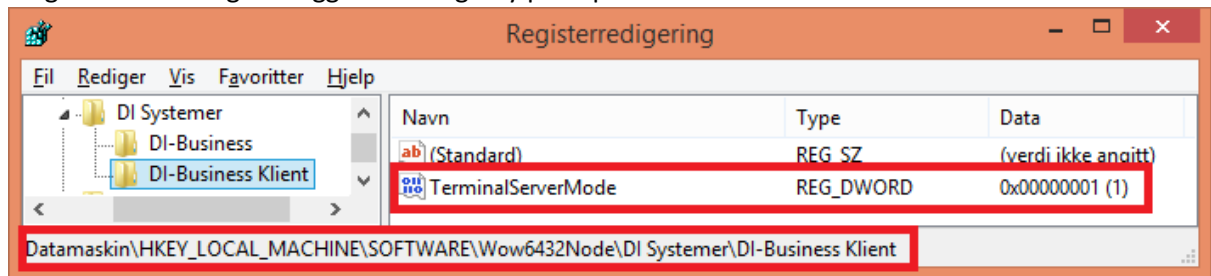 Registerredigering
Fil Rediger Vis Favoritter Hjelp
DI Systemer
DI-Business
DI-Business Klient
Navn Type Data
(Standard) REG_SZ (verdi ikke angitt)
TerminalServerMode REG_DWORD 0x00000001 (1)
Datamaskin\HKEY_LOCAL_MACHINE\SOFTWARE\Wow6432Node\DI Systemer\DI-Business Klient